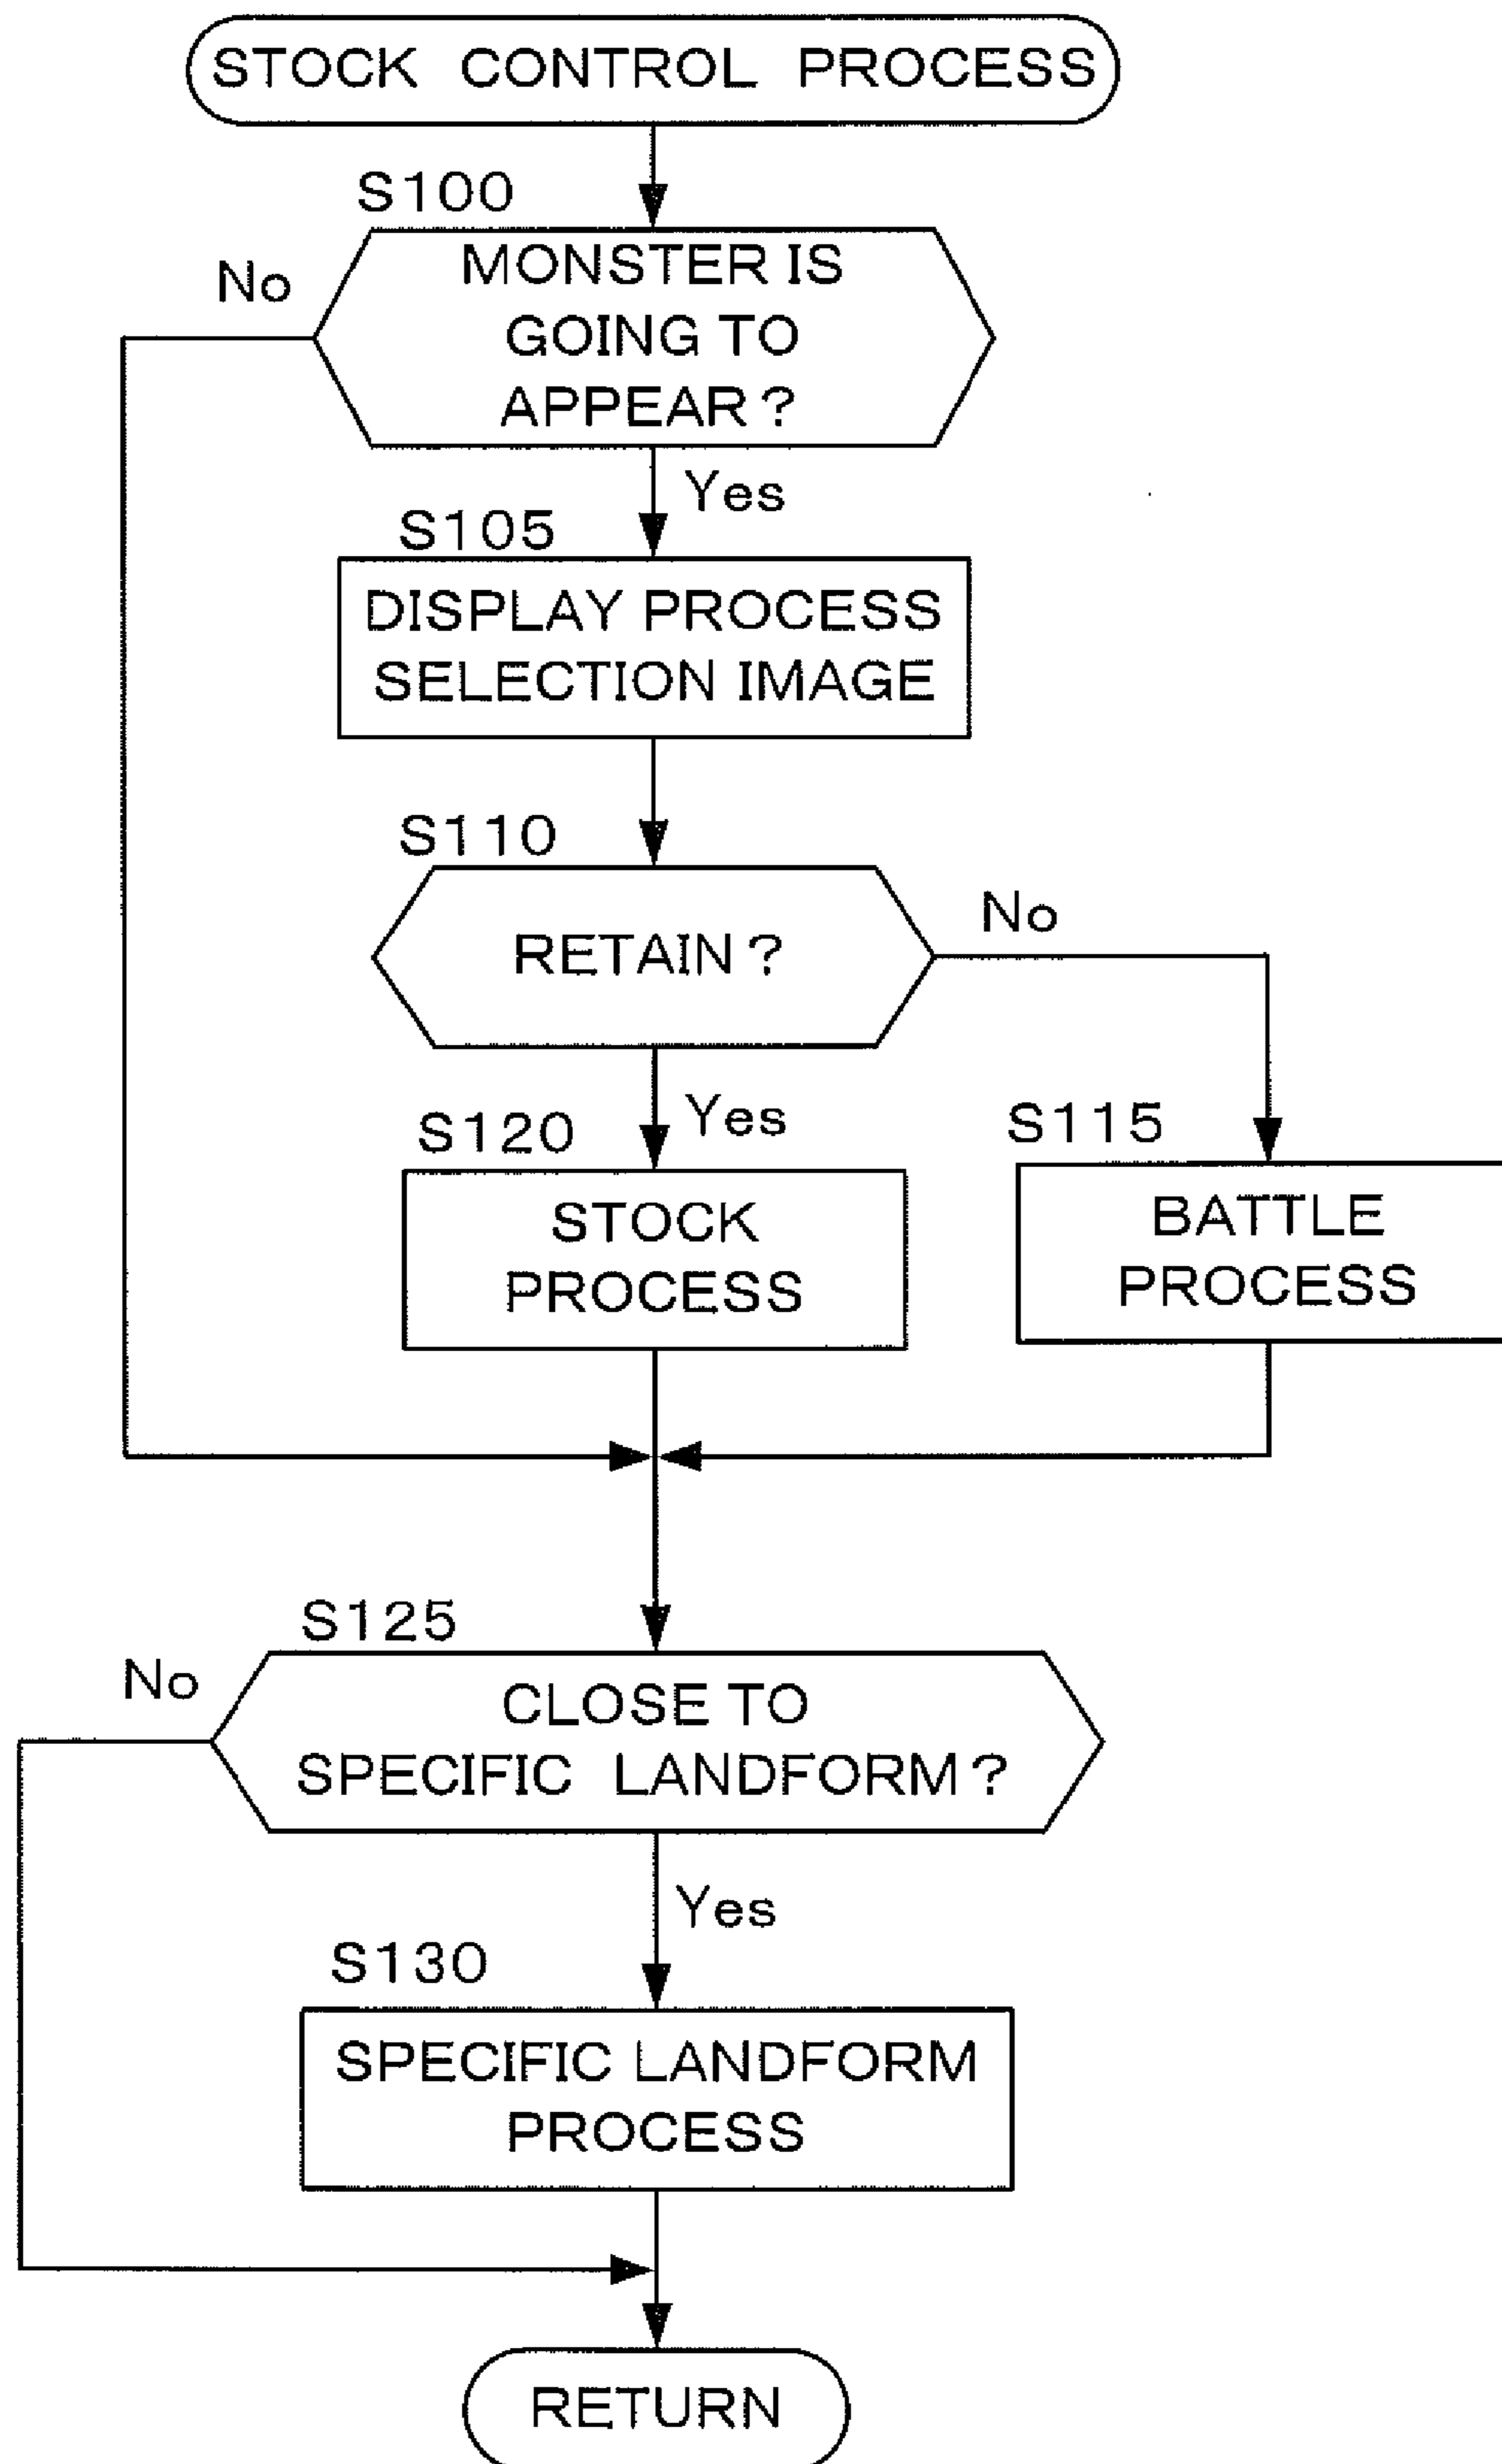 STOCK CONTROL PROCESS
S100
No
MONSTER IS
GOING TO
APPEAR?
Yes
S105
DISPLAY PROCESS
SELECTION IMAGE
S110
RETAIN?
No
Yes
S120
S115
STOCK
PROCESS
BATTLE
PROCESS
S125
No
CLOSE TO
SPECIFIC LANDFORM?
Yes
S130
SPECIFIC LANDFORM
PROCESS
RETURN